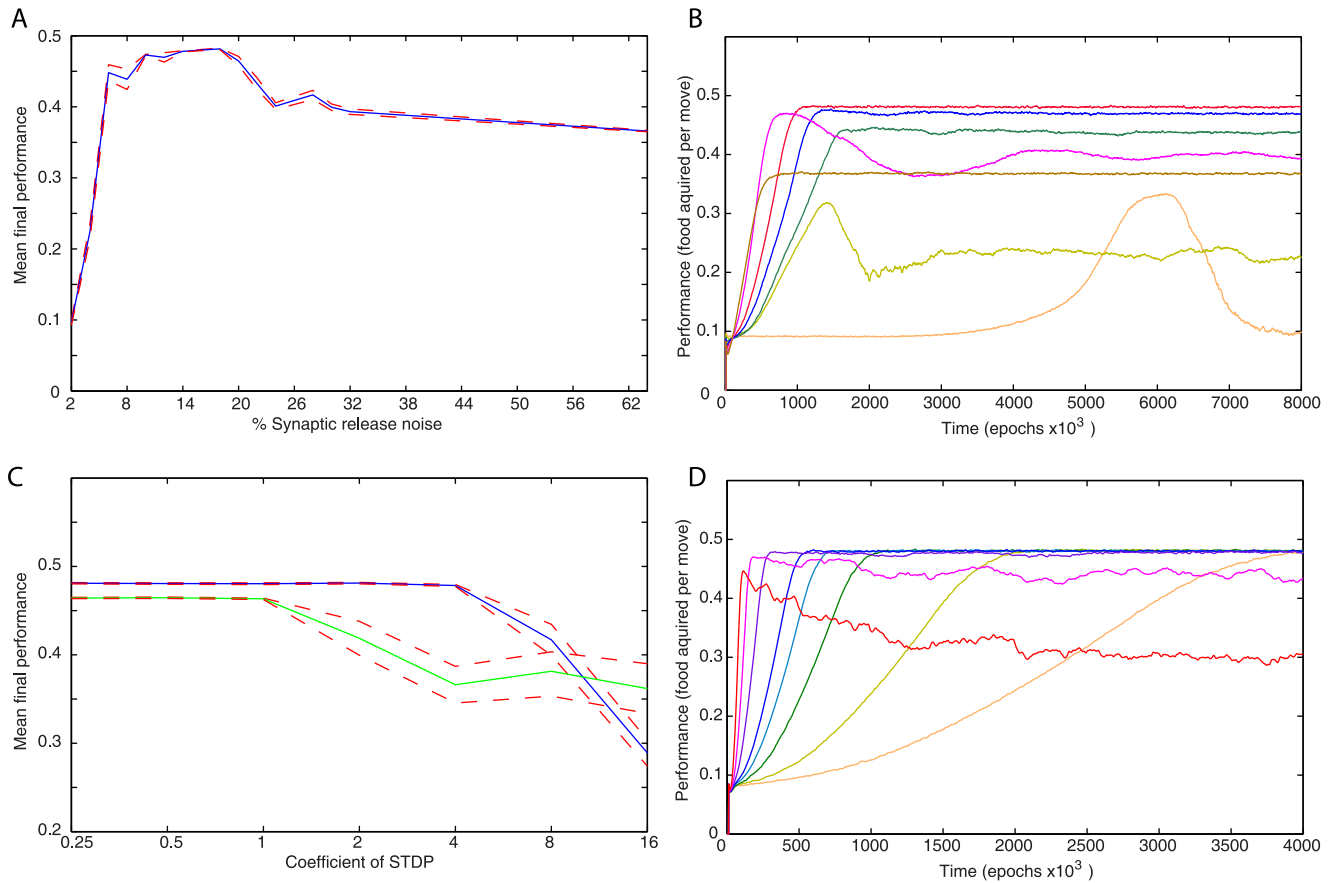 A
Mean final performance
0.5
0.4
0.3
0.2
0.1
0
2 8 14 20 26 32 38 44 50 56 62
% Synaptic release noise
B
Performance (food aquired per move)
0.5
0.4
0.3
0.2
0.1
0
0 1000 2000 3000 4000 5000 6000 7000 8000
Time (epochs x10³ )
C
Mean final performance
0.5
0.4
0.3
0.2
0.25 0.5 1 2 4 8 16
Coefficient of STDP
D
Performance (food aquired per move)
0.5
0.4
0.3
0.2
0.1
0
0 500 1000 1500 2000 2500 3000 3500 4000
Time (epochs x10³ )